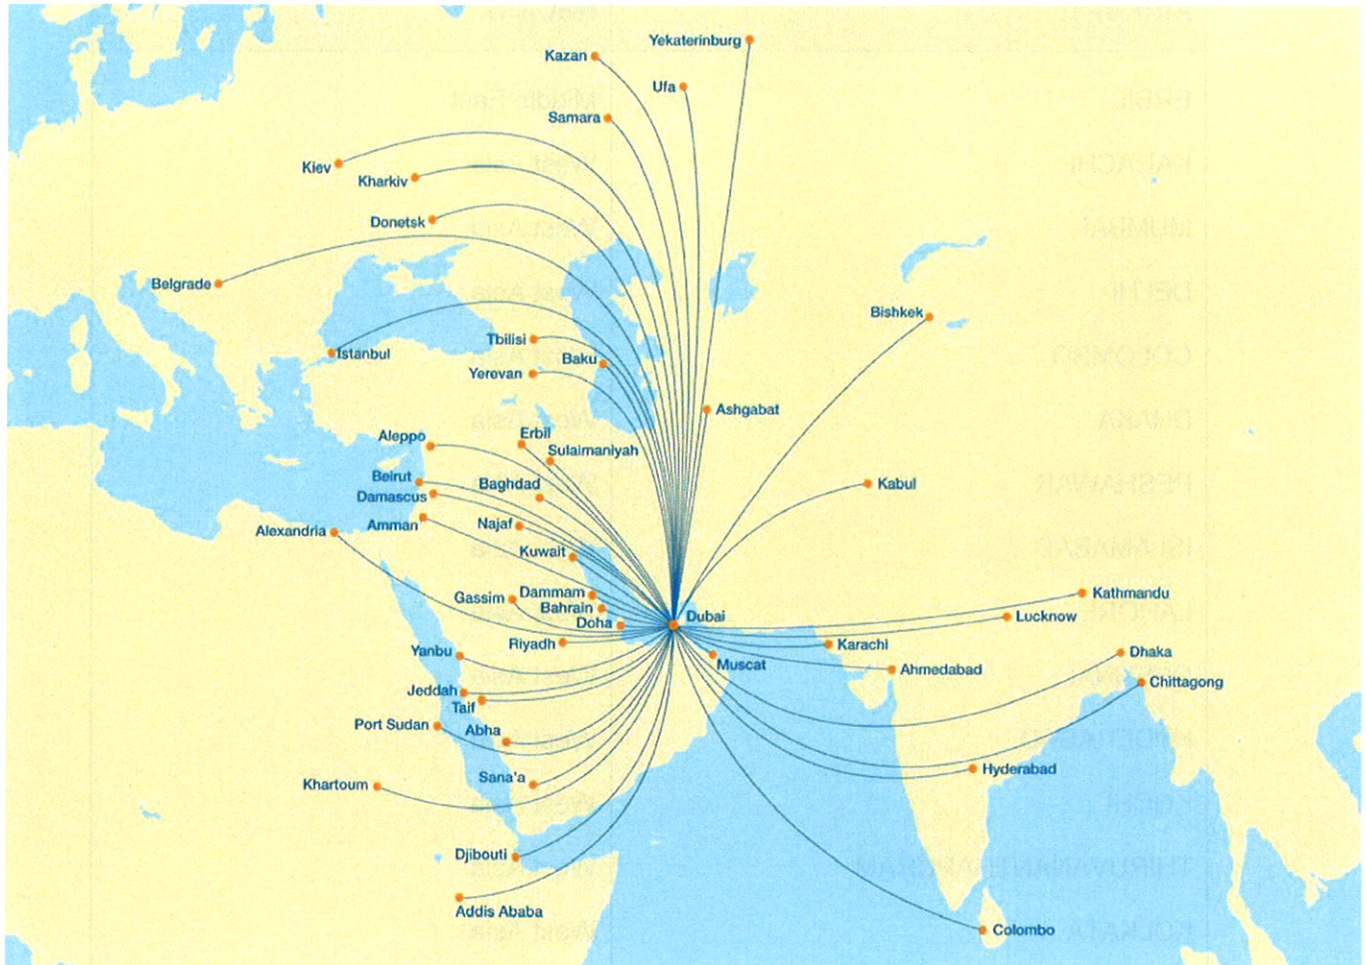 Yekaterinburg
Kazan
Ufa
Samara
Kiev
Kharkiv
Donetsk
Belgrade
Bishkek
Tbilisi
Istanbul
Baku
Yerevan
Ashgabat
Erbil
Aleppo
Sulaimaniyah
Beirut
Baghdad
Kabul
Damascus
Amman
Najaf
Alexandria
Kuwait
Dammam
Kathmandu
Gassim
Bahrain
Dubai
Lucknow
Doha
Riyadh
Karachi
Yanbu
Dhaka
Muscat
Ahmedabad
Chittagong
Jeddah
Taif
Port Sudan
Abha
Hyderabad
Sana'a
Khartoum
Djibouti
Addis Ababa
Colombo